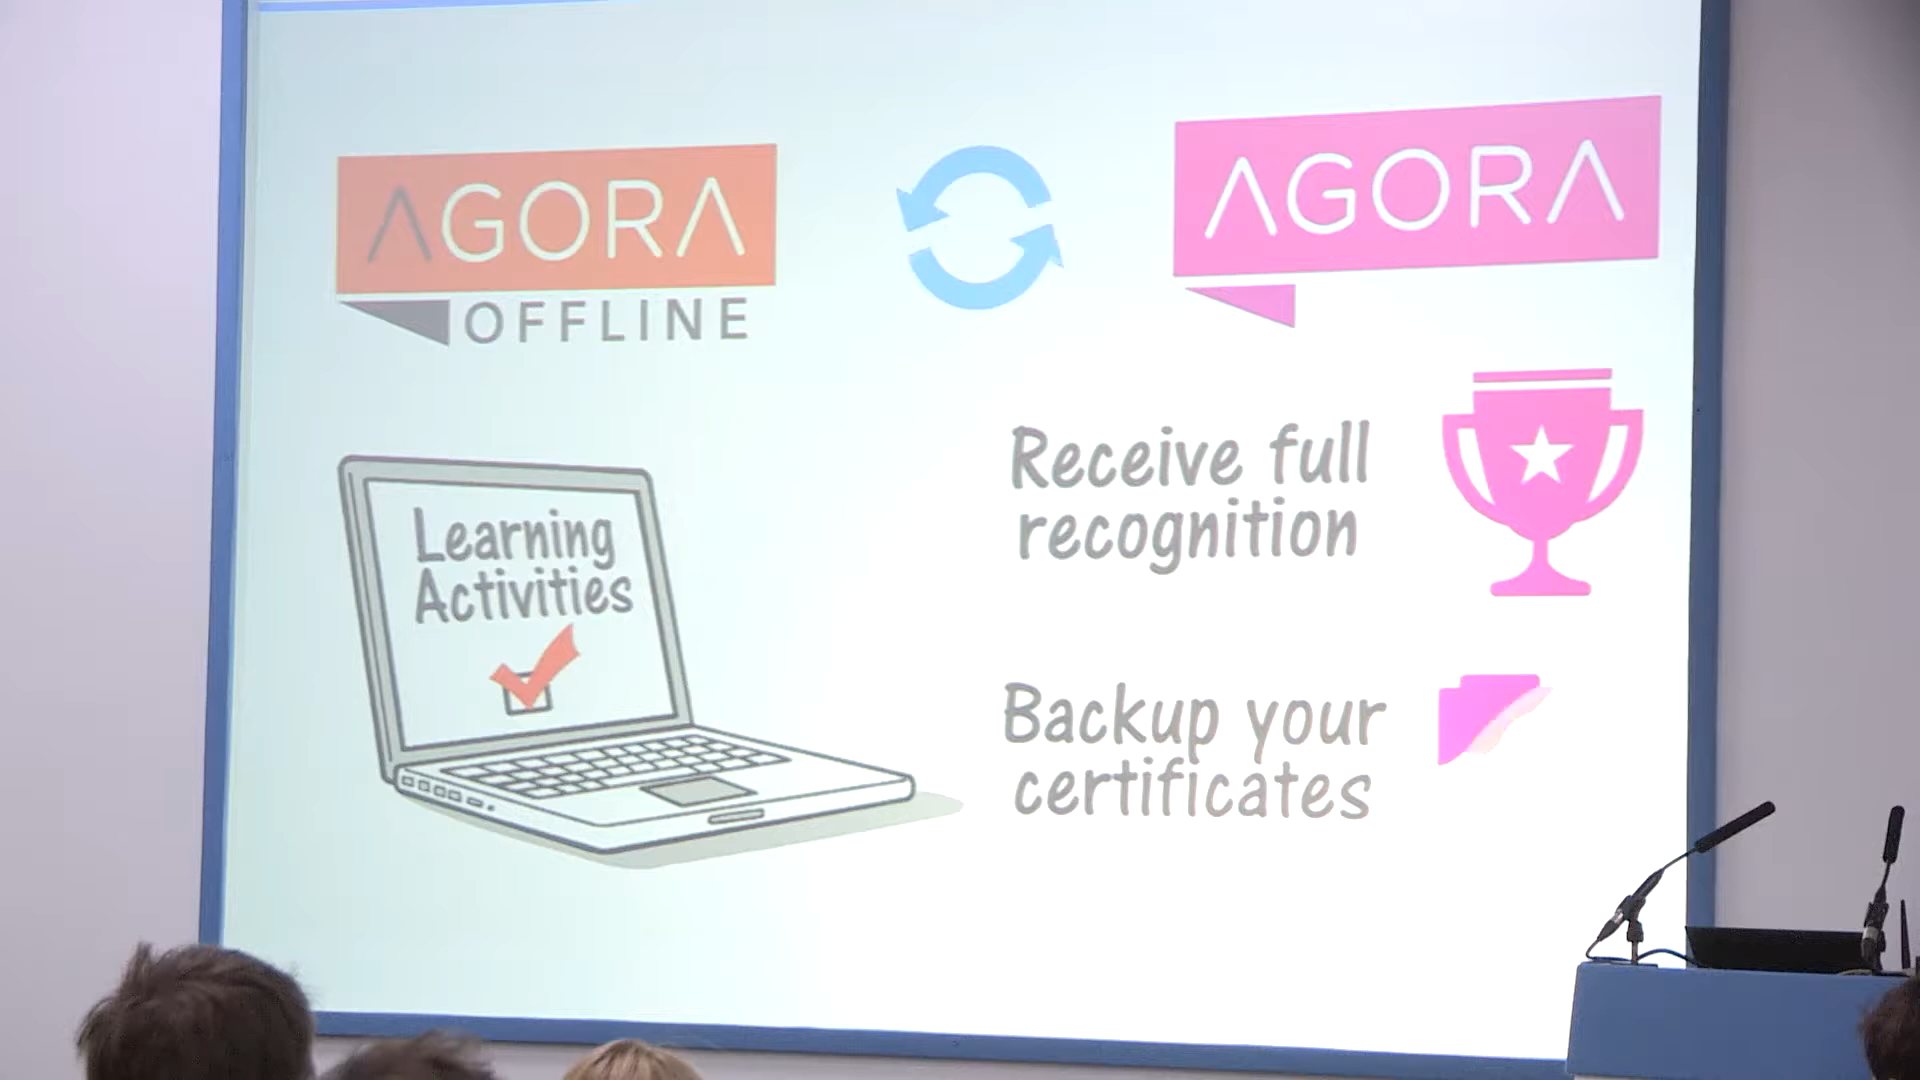 AGORA
OFFLINE
AGORA
Learning
Activities
Receive full
recognition
Backup your
certificates